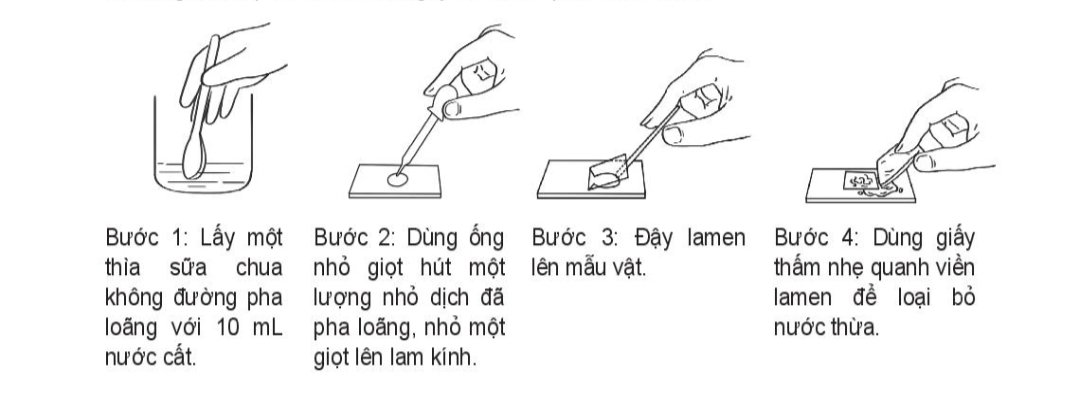 Bước 1: Lấy một
thìa sữa chua
không đường pha
loãng với 10 mL
nước cất.
Bước 2: Dùng ống
nhỏ giọt hút một
lượng nhỏ dịch đã
pha loãng, nhỏ một
giọt lên lam kính.
Bước 3: Đậy lamen
lên mẫu vật.
Bước 4: Dùng giấy
thấm nhẹ quanh viền
lamen để loại bỏ
nước thừa.